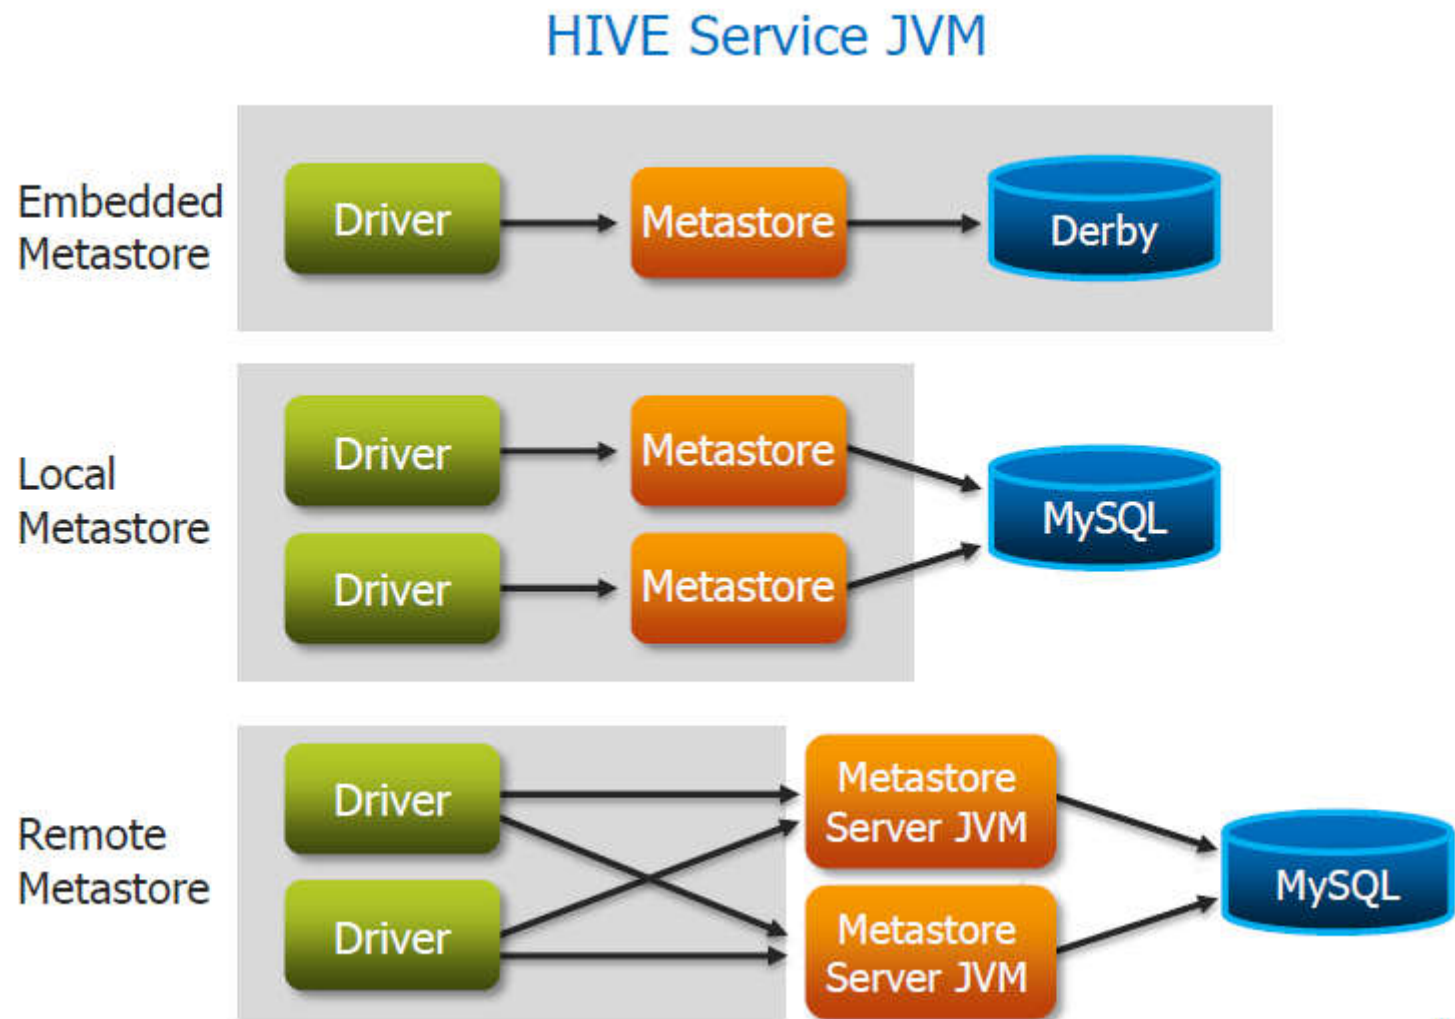 HIVE Service JVM
Embedded
Metastore
Driver
Metastore
Derby
Local
Metastore
Driver
Metastore
Driver
Metastore
MySQL
Remote
Metastore
Driver
Driver
Metastore
Server JVM
Metastore
Server JVM
MySQL